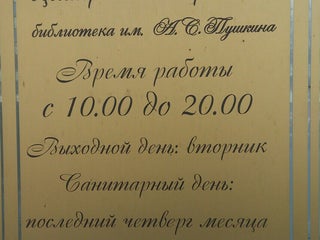 библиотека им. А.С.Пушкина
Время работы
с 10.00 до 20.00
Выходной день: вторник
Санитарный день:
последний четверг месяца